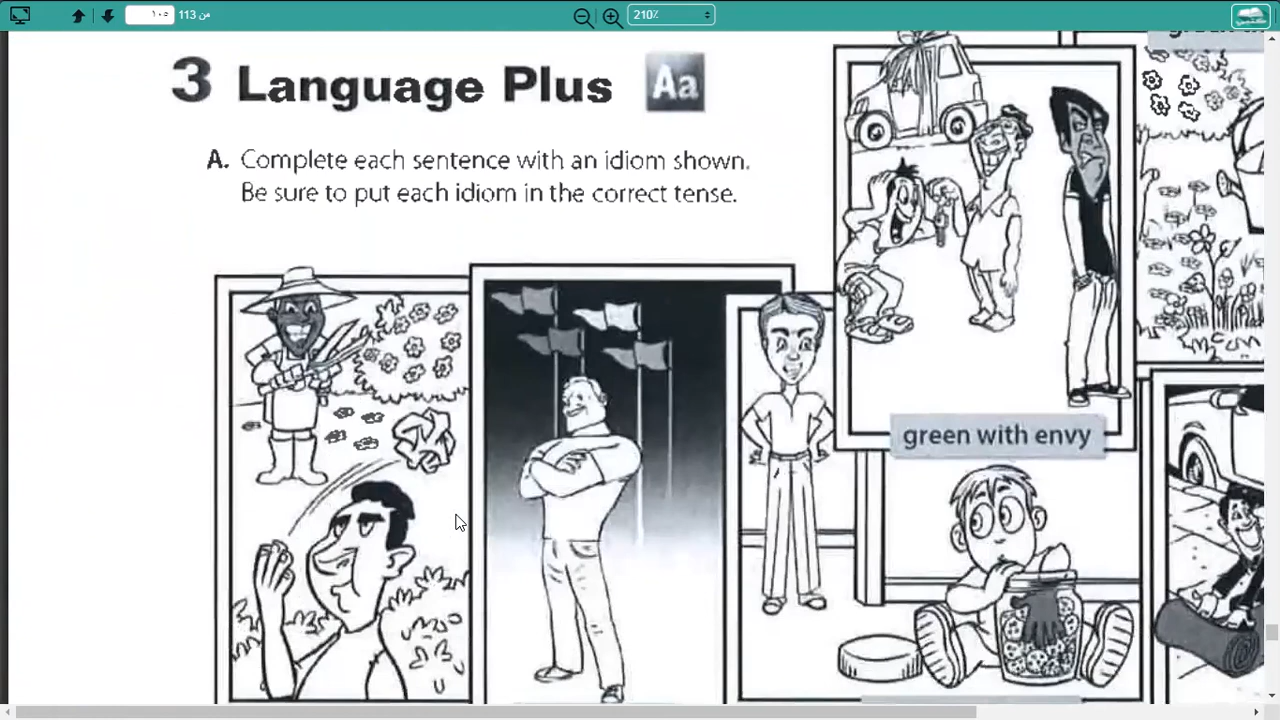 ١٠٥ من 113
210٪
3 Language Plus Aa
A. Complete each sentence with an idiom shown.
Be sure to put each idiom in the correct tense.
green with envy